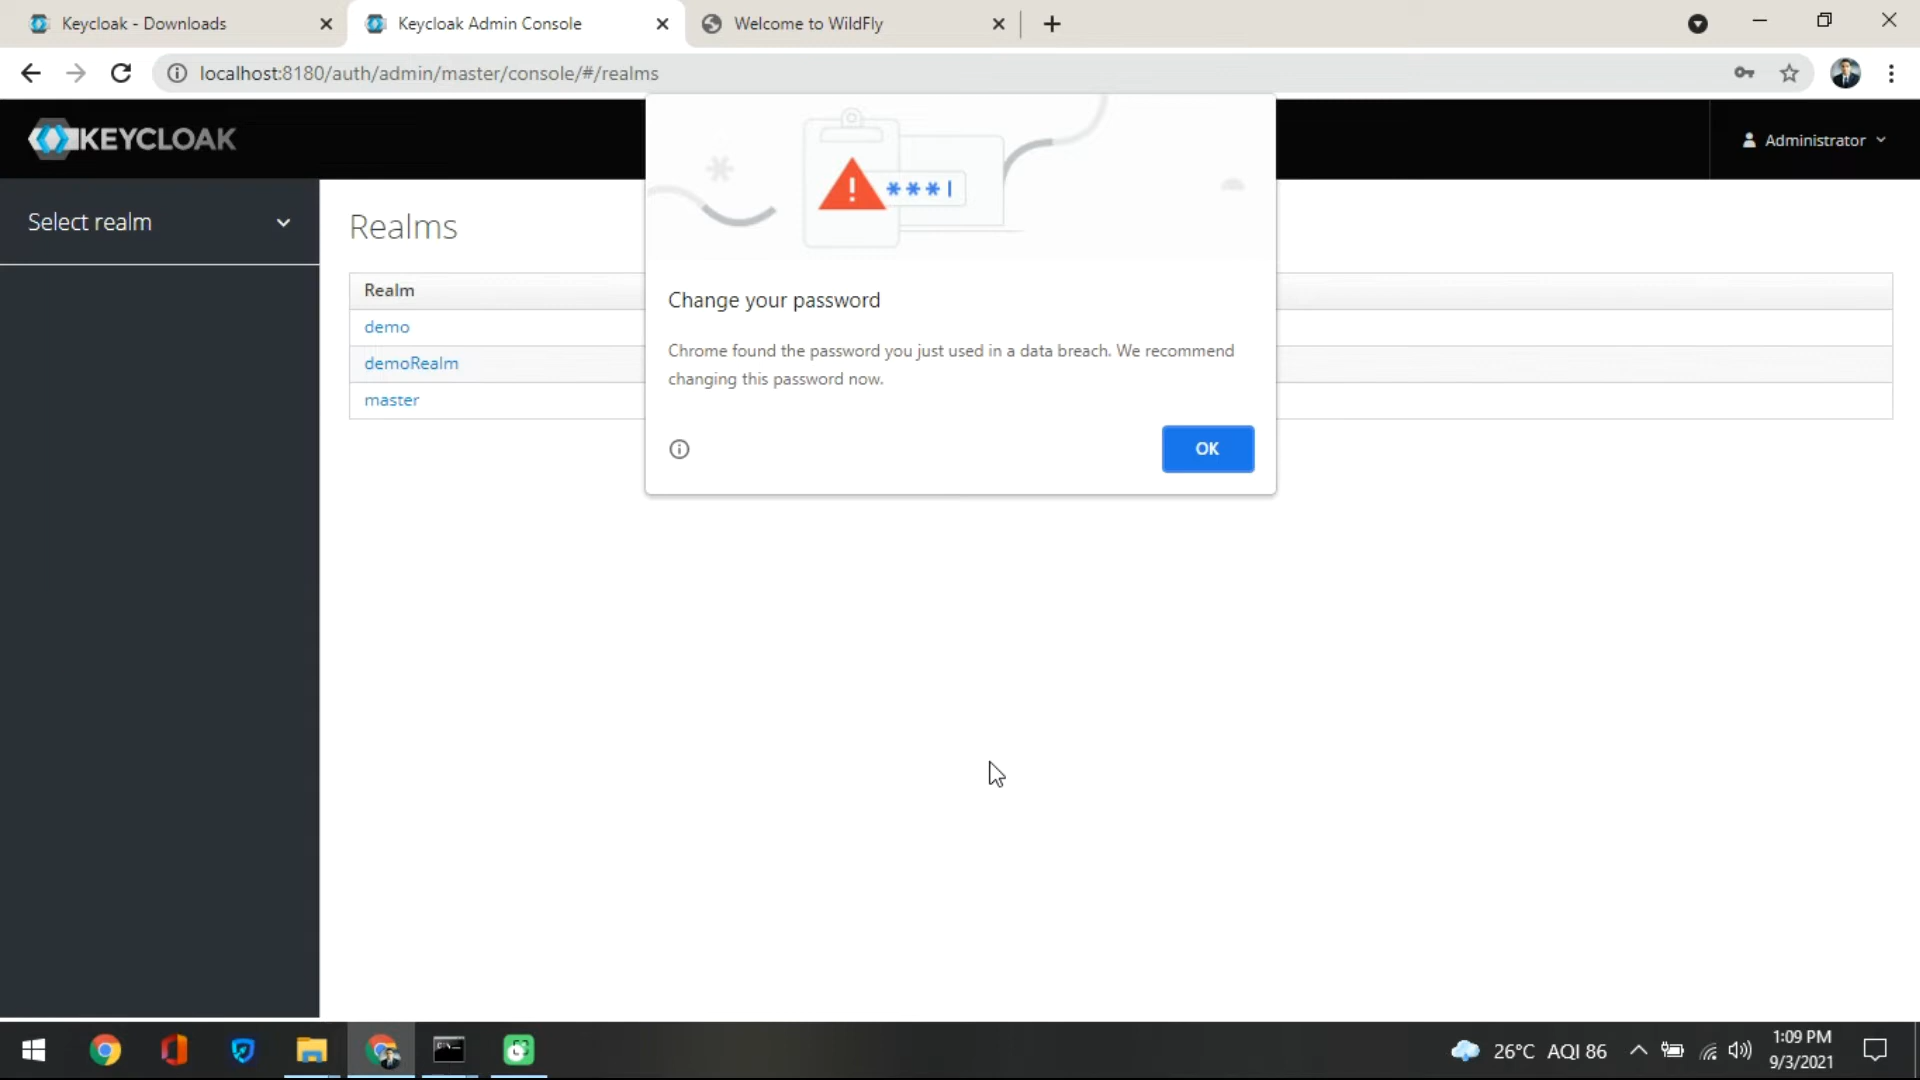 Keycloak - Downloads
Keycloak Admin Console
Welcome to WildFly
localhost:8180/auth/admin/master/console/#/realms
KEYCLOAK
Administrator
Select realm
Realms
Realm
demo
demoRealm
master
***|
Change your password
Chrome found the password you just used in a data breach. We recommend
changing this password now.
OK
26°C AQI 86
1:09 PM
9/3/2021